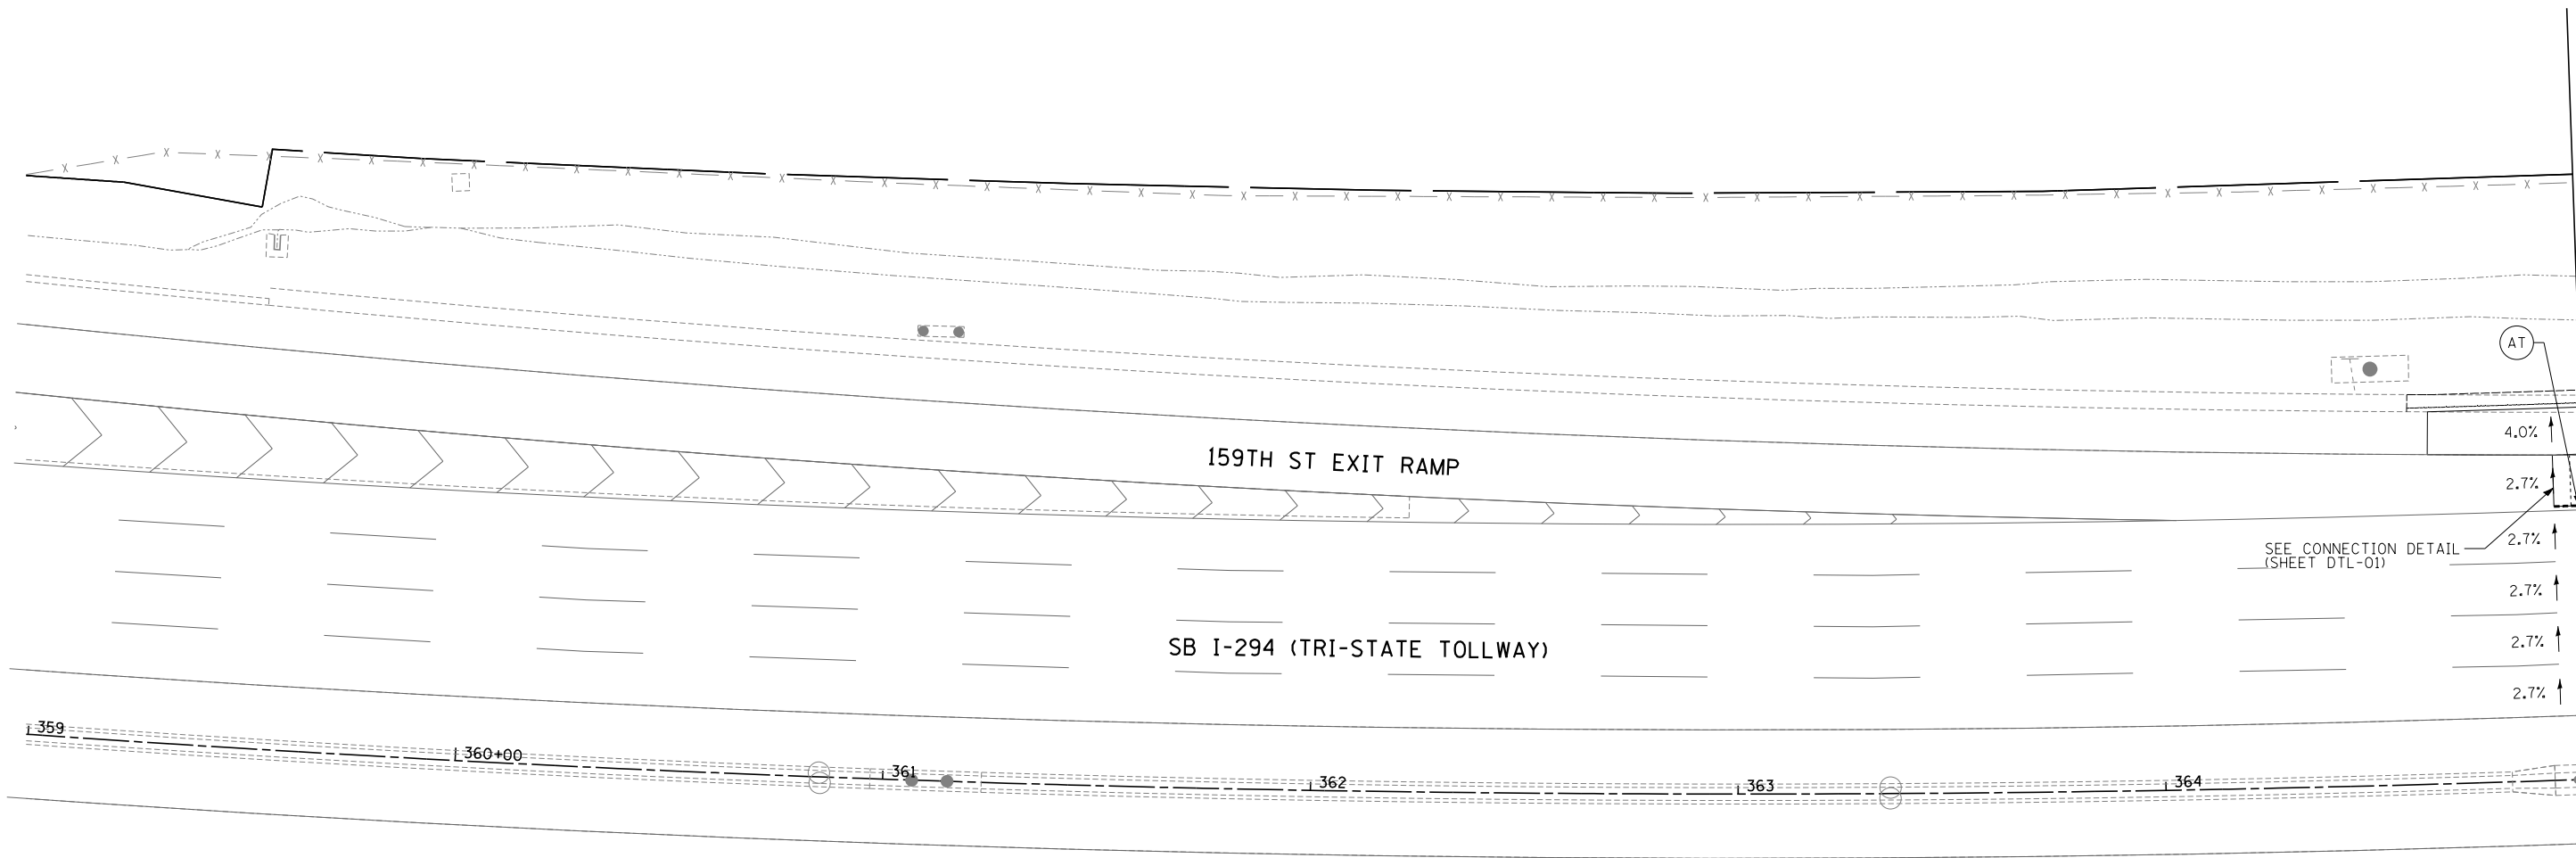 AT
4.0%
159TH ST EXIT RAMP
2.7%
2.7%
SEE CONNECTION DETAIL
(SHEET DTL-01)
2.7%
SB I-294 (TRI-STATE TOLLWAY)
2.7%
2.7%
359
360+00
361
362
363
364